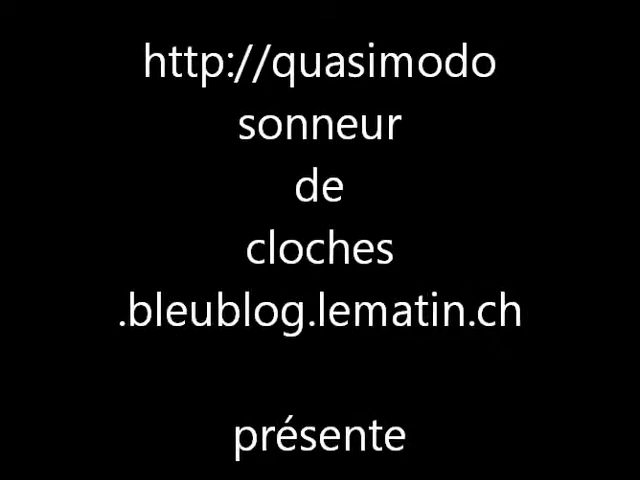 http://quasimodo
sonneur
de
cloches
.bleublog.lematin.ch
présente